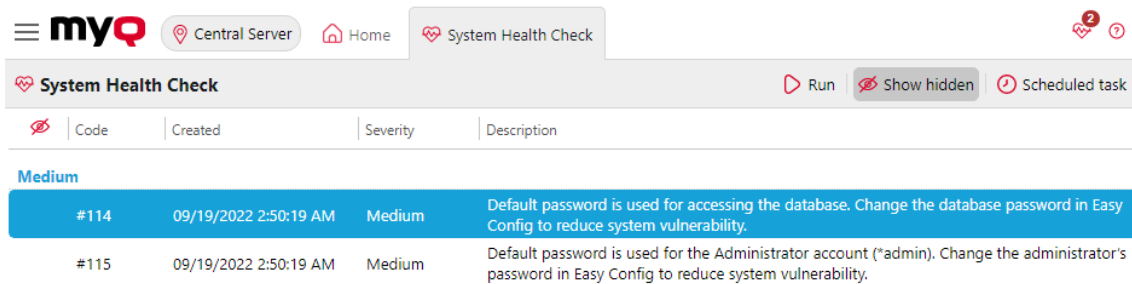 myQ Central Server Home System Health Check 2
System Health Check Run Show hidden Scheduled task
Code Created Severity Description
Medium
#114 09/19/2022 2:50:19 AM Medium Default password is used for accessing the database. Change the database password in Easy
Config to reduce system vulnerability.
#115 09/19/2022 2:50:19 AM Medium Default password is used for the Administrator account (*admin). Change the administrator's
password in Easy Config to reduce system vulnerability.